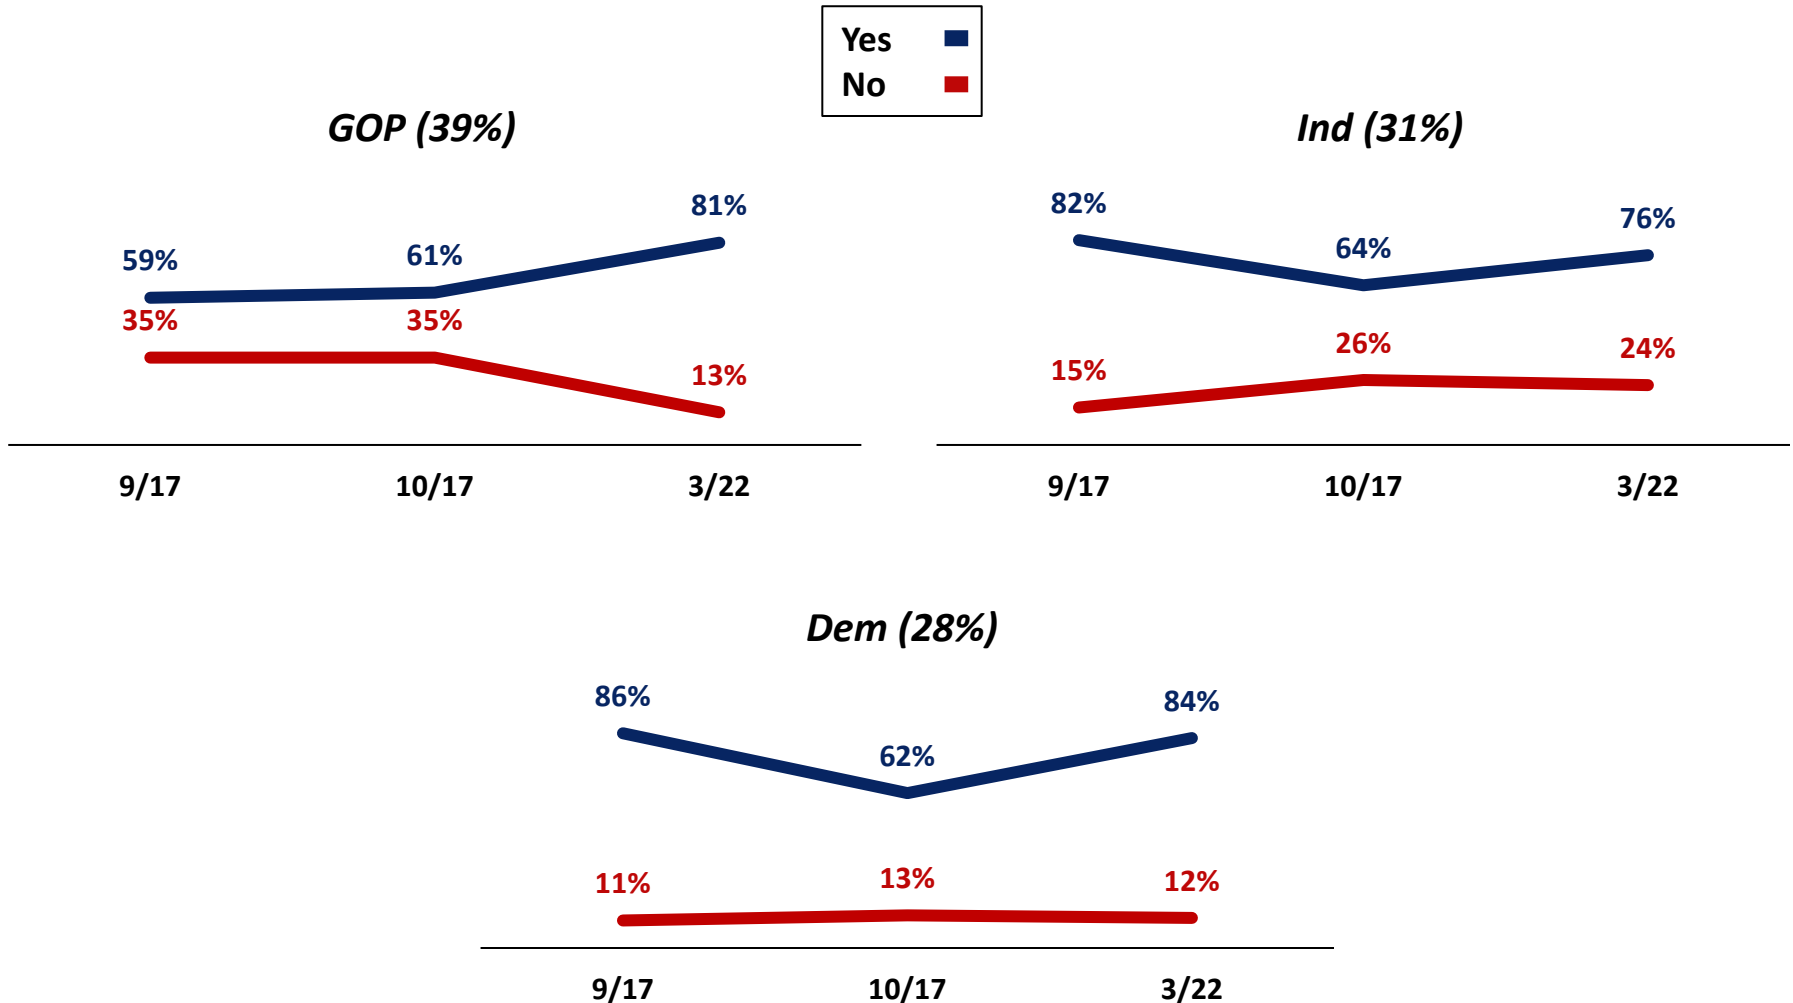 Yes
No
GOP (39%)
81%
59%
61%
35%
35%
13%
9/17 10/17 3/22
Ind (31%)
82%
64%
76%
15%
26%
24%
9/17 10/17 3/22
Dem (28%)
86%
62%
84%
11%
13%
12%
9/17 10/17 3/22